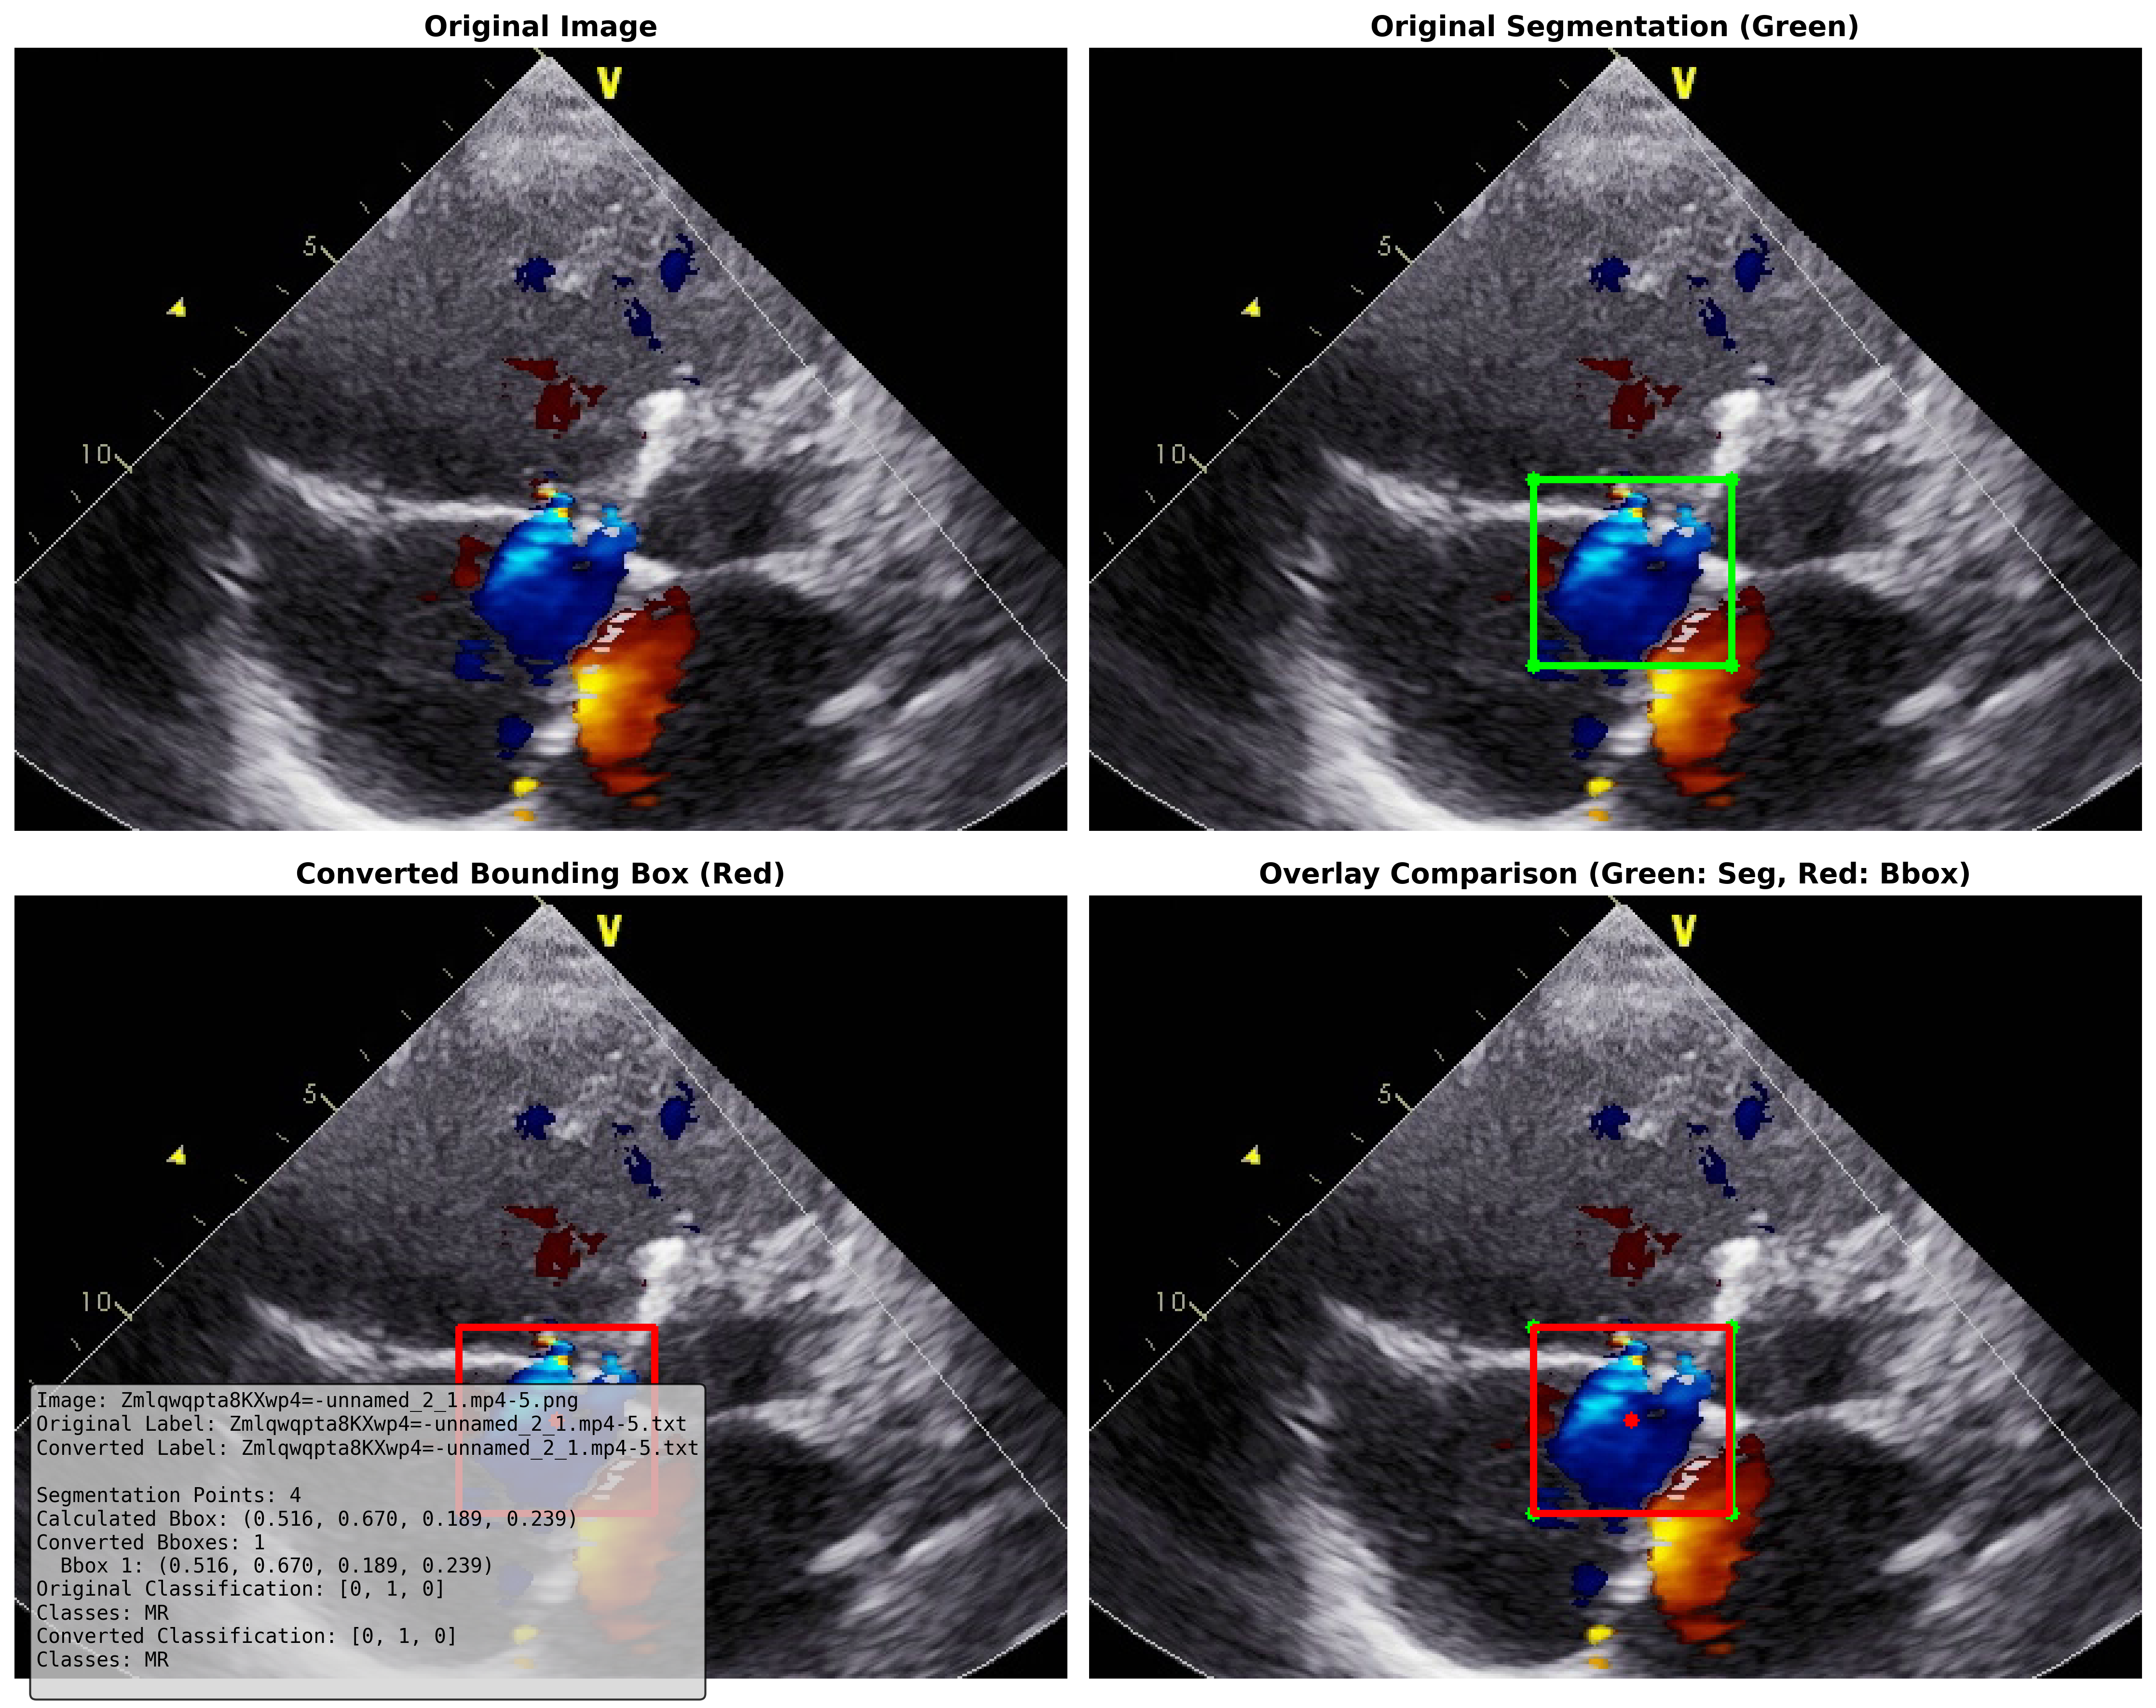 Original Image
Original Segmentation (Green)
V
5
10
V
5
10
Converted Bounding Box (Red)
Overlay Comparison (Green: Seg, Red: Bbox)
V
5
10
V
5
10
Image: Zmlqwqpta8KXwp4=-unnamed_2_1.mp4-5.png
Original Label: Zmlqwqpta8KXwp4=-unnamed_2_1.mp4-5.txt
Converted Label: Zmlqwqpta8KXwp4=-unnamed_2_1.mp4-5.txt
Segmentation Points: 4
Calculated Bbox: (0.516, 0.670, 0.189, 0.239)
Converted Bboxes: 1
Bbox 1: (0.516, 0.670, 0.189, 0.239)
Original Classification: [0, 1, 0]
Classes: MR
Converted Classification: [0, 1, 0]
Classes: MR